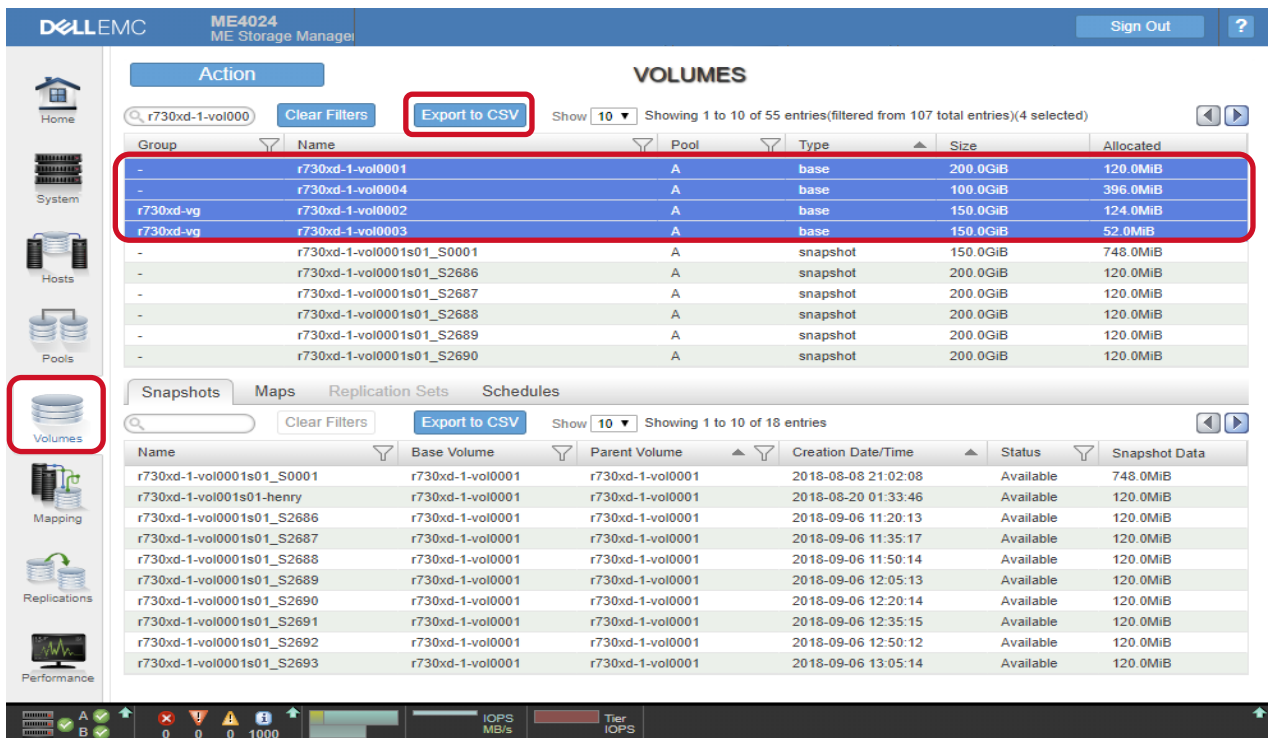 DELLEMC
ME4024
ME Storage Manager
Sign Out
?
Home
System
Hosts
Pools
Volumes
Mapping
Replications
Performance
Action
VOLUMES
r730xd-1-vol000 Clear Filters Export to CSV Show 10 Showing 1 to 10 of 55 entries(filtered from 107 total entries)(4 selected)
Group Name Pool Type Size Allocated
- r730xd-1-vol0001 A base 200.0GiB 120.0MiB
- r730xd-1-vol0004 A base 100.0GiB 396.0MiB
r730xd-vg r730xd-1-vol0002 A base 150.0GiB 124.0MiB
r730xd-vg r730xd-1-vol0003 A base 150.0GiB 52.0MiB
- r730xd-1-vol0001s01_S0001 A snapshot 150.0GiB 748.0MiB
- r730xd-1-vol0001s01_S2686 A snapshot 200.0GiB 120.0MiB
- r730xd-1-vol0001s01_S2687 A snapshot 200.0GiB 120.0MiB
- r730xd-1-vol0001s01_S2688 A snapshot 200.0GiB 120.0MiB
- r730xd-1-vol0001s01_S2689 A snapshot 200.0GiB 120.0MiB
- r730xd-1-vol0001s01_S2690 A snapshot 200.0GiB 120.0MiB
Snapshots Maps Replication Sets Schedules
Clear Filters Export to CSV Show 10 Showing 1 to 10 of 18 entries
Name Base Volume Parent Volume Creation Date/Time Status Snapshot Data
r730xd-1-vol0001s01_S0001 r730xd-1-vol0001 r730xd-1-vol0001 2018-08-08 21:02:08 Available 748.0MiB
r730xd-1-vol001s01-henry r730xd-1-vol0001 r730xd-1-vol0001 2018-08-20 01:33:46 Available 120.0MiB
r730xd-1-vol0001s01_S2686 r730xd-1-vol0001 r730xd-1-vol0001 2018-09-06 11:20:13 Available 120.0MiB
r730xd-1-vol0001s01_S2687 r730xd-1-vol0001 r730xd-1-vol0001 2018-09-06 11:35:17 Available 120.0MiB
r730xd-1-vol0001s01_S2688 r730xd-1-vol0001 r730xd-1-vol0001 2018-09-06 11:50:14 Available 120.0MiB
r730xd-1-vol0001s01_S2689 r730xd-1-vol0001 r730xd-1-vol0001 2018-09-06 12:05:13 Available 120.0MiB
r730xd-1-vol0001s01_S2690 r730xd-1-vol0001 r730xd-1-vol0001 2018-09-06 12:20:14 Available 120.0MiB
r730xd-1-vol0001s01_S2691 r730xd-1-vol0001 r730xd-1-vol0001 2018-09-06 12:35:15 Available 120.0MiB
r730xd-1-vol0001s01_S2692 r730xd-1-vol0001 r730xd-1-vol0001 2018-09-06 12:50:12 Available 120.0MiB
r730xd-1-vol0001s01_S2693 r730xd-1-vol0001 r730xd-1-vol0001 2018-09-06 13:05:14 Available 120.0MiB
A
B
0 0 0 1000
IOPS
MB/s
Tier
IOPS